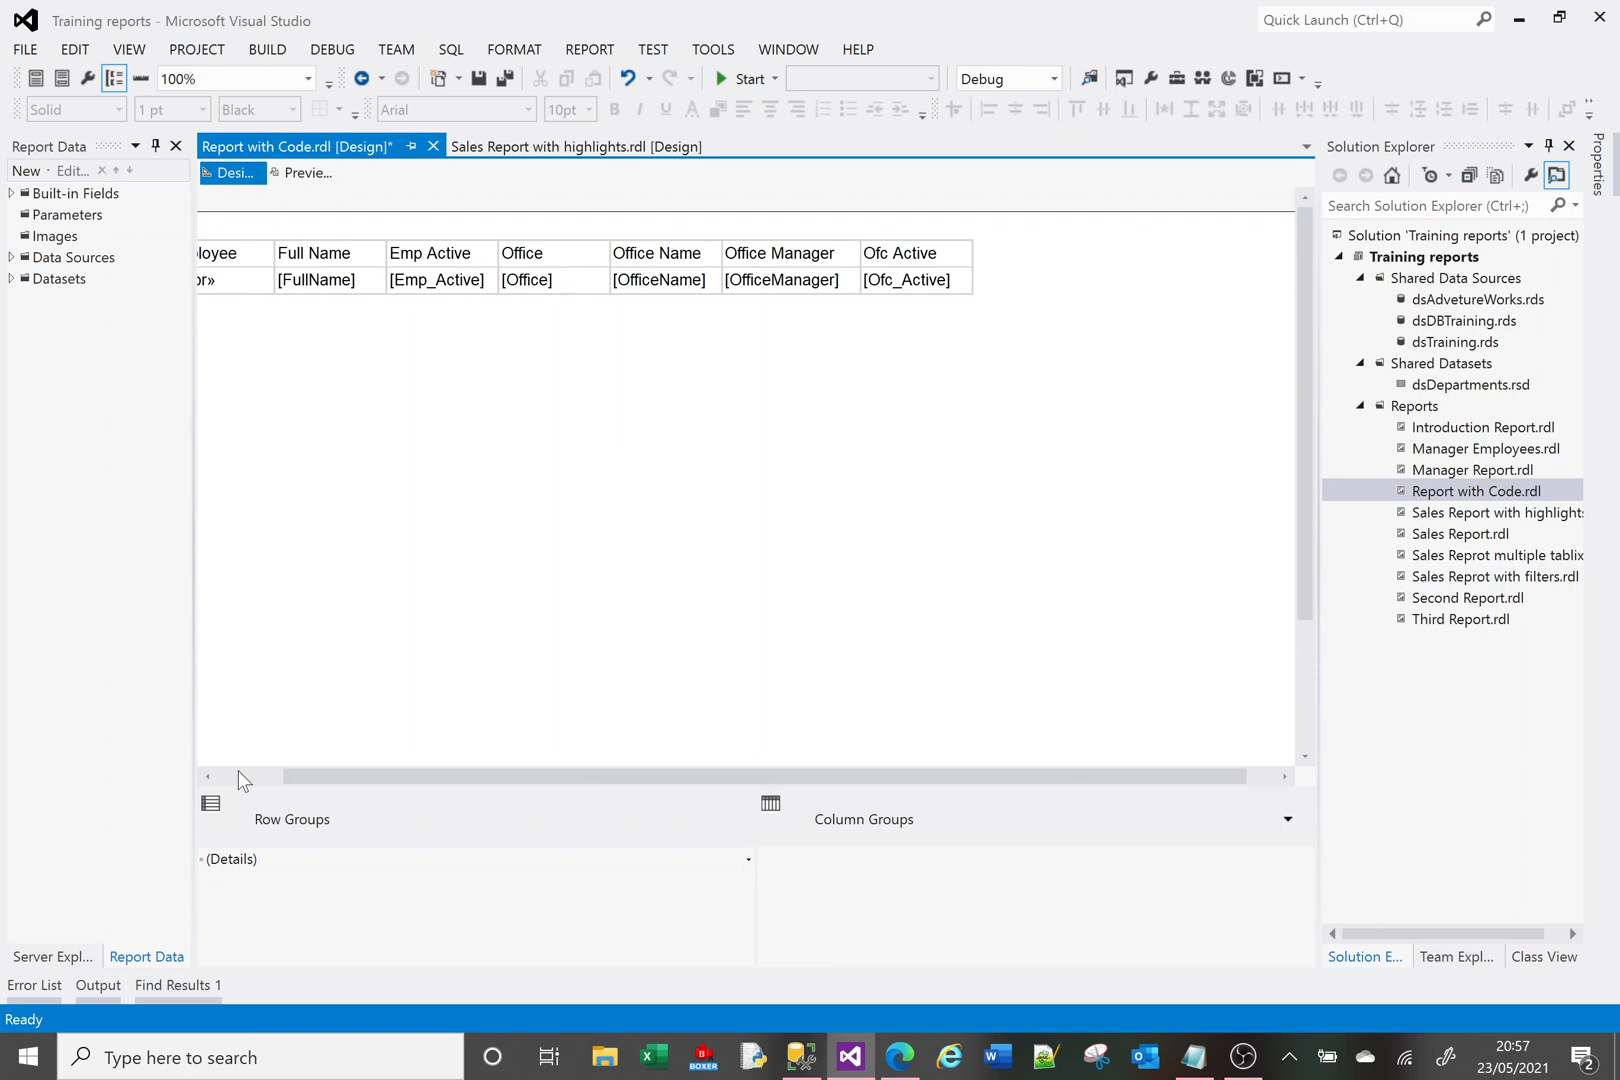 Training reports - Microsoft Visual Studio
Quick Launch (Ctrl+Q)
FILE EDIT VIEW PROJECT BUILD DEBUG TEAM SQL FORMAT REPORT TEST TOOLS WINDOW HELP
100% Start Debug
Solid 1 pt Black Arial 10pt B I U A
Report Data
New Edit...
Built-in Fields
Parameters
Images
Data Sources
Datasets
Report with Code.rdl [Design]* Sales Report with highlights.rdl [Design]
Desi... Previe...
loyee Full Name Emp Active Office Office Name Office Manager Ofc Active
or» [FullName] [Emp_Active] [Office] [OfficeName] [OfficeManager] [Ofc_Active]
Row Groups Column Groups
(Details)
Solution Explorer
Search Solution Explorer (Ctrl+;)
Solution 'Training reports' (1 project)
Training reports
Shared Data Sources
dsAdvetureWorks.rds
dsDBTraining.rds
dsTraining.rds
Shared Datasets
dsDepartments.rsd
Reports
Introduction Report.rdl
Manager Employees.rdl
Manager Report.rdl
Report with Code.rdl
Sales Report with highlights
Sales Report.rdl
Sales Reprot multiple tablix
Sales Reprot with filters.rdl
Second Report.rdl
Third Report.rdl
Properties
Server Expl... Report Data
Solution E... Team Expl... Class View
Error List Output Find Results 1
Ready
Type here to search
BOXER
20:57
23/05/2021
2